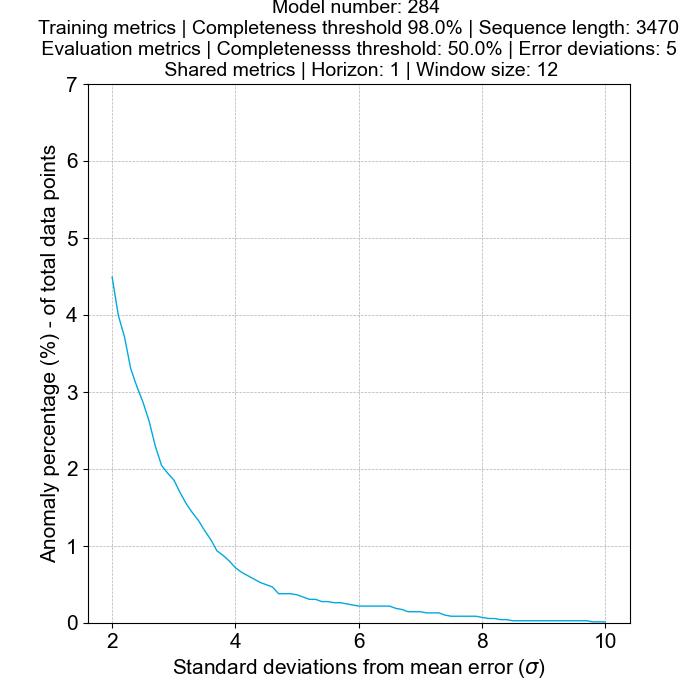 Model number: 284
Training metrics | Completeness threshold 98.0% | Sequence length: 3470
Evaluation metrics | Completenesss threshold: 50.0% | Error deviations: 5
Shared metrics | Horizon: 1 | Window size: 12
7
6
5
4
3
2
1
0
Anomaly percentage (%) - of total data points
2 4 6 8 10
Standard deviations from mean error (σ)